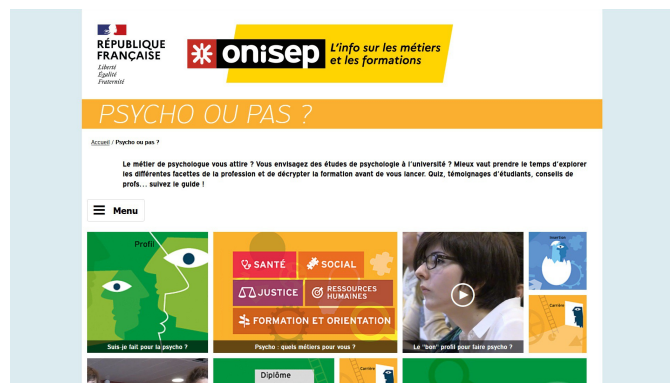 RÉPUBLIQUE
FRANÇAISE
Liberté
Égalité
Fraternité
onisep
L'info sur les métiers
et les formations
PSYCHO OU PAS ?
Accueil / Psycho ou pas ?
Le métier de psychologue vous attire ? Vous envisagez des études de psychologie à l'université ? Mieux vaut prendre le temps d'explorer
les différentes facettes de la profession et de décrypter la formation avant de vous lancer. Quiz, témoignages d'étudiants, conseils de
profs... suivez le guide !
Menu
Profil
Suis-je fait pour la psycho ?
SANTÉ
SOCIAL
JUSTICE
RESSOURCES
HUMAINES
FORMATION ET ORIENTATION
Psycho : quels métiers pour vous ?
Le "bon" profil pour faire psycho ?
Insertion
Carrière
Diplôme
Carrière